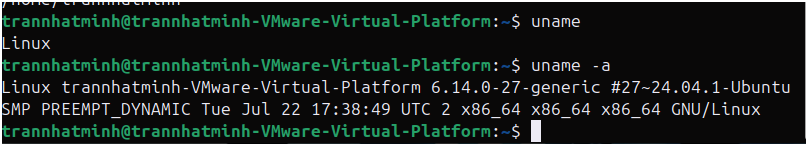 /home/trannhatminh
trannhatminh@trannhatminh-VMware-Virtual-Platform:~$ uname
Linux
trannhatminh@trannhatminh-VMware-Virtual-Platform:~$ uname -a
Linux trannhatminh-VMware-Virtual-Platform 6.14.0-27-generic #27~24.04.1-Ubuntu
SMP PREEMPT_DYNAMIC Tue Jul 22 17:38:49 UTC 2 x86_64 x86_64 x86_64 GNU/Linux
trannhatminh@trannhatminh-VMware-Virtual-Platform:~$